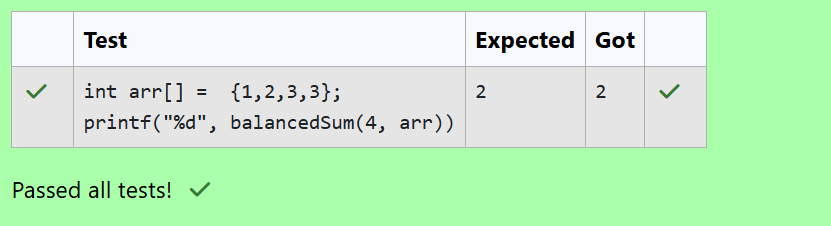 Test Expected Got
int arr[] =  {1,2,3,3}; 2 2
printf("%d", balancedSum(4, arr))
Passed all tests!